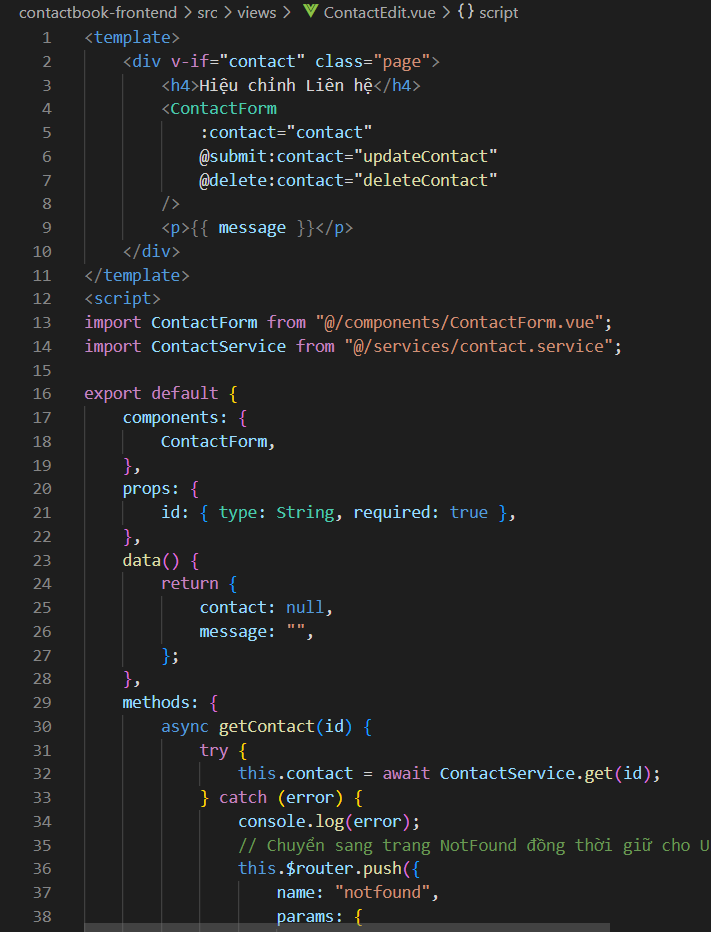 contactbook-frontend > src > views > ContactEdit.vue > {} script
1 <template>
2     <div v-if="contact" class="page">
3         <h4>Hiệu chỉnh Liên hệ</h4>
4         <ContactForm
5             :contact="contact"
6             @submit:contact="updateContact"
7             @delete:contact="deleteContact"
8         />
9         <p>{{ message }}</p>
10     </div>
11 </template>
12 <script>
13 import ContactForm from "@/components/ContactForm.vue";
14 import ContactService from "@/services/contact.service";
15
16 export default {
17     components: {
18         ContactForm,
19     },
20     props: {
21         id: { type: String, required: true },
22     },
23     data() {
24         return {
25             contact: null,
26             message: "",
27         };
28     },
29     methods: {
30         async getContact(id) {
31             try {
32                 this.contact = await ContactService.get(id);
33             } catch (error) {
34                 console.log(error);
35                 // Chuyển sang trang NotFound đồng thời giữ cho U
36                 this.$router.push({
37                     name: "notfound",
38                     params: {